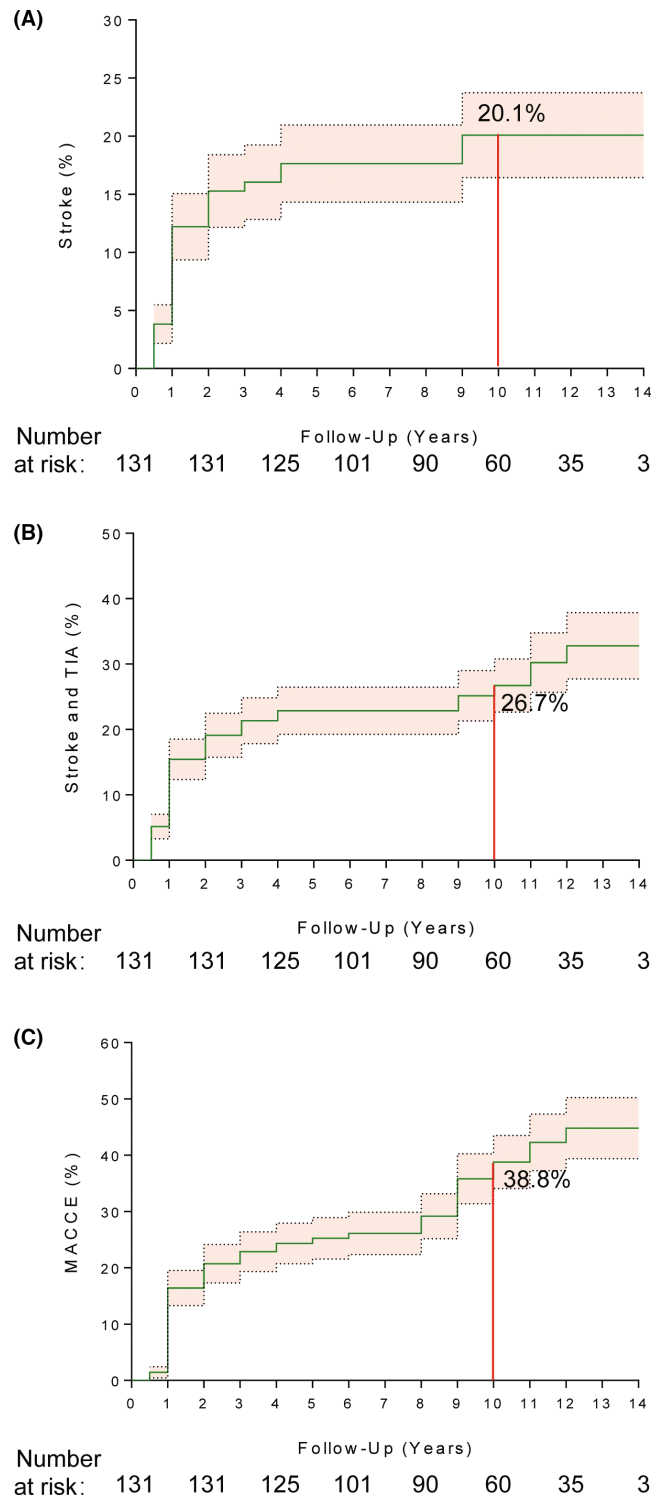 (A)
30
25
20
15
10
5
0
Stroke (%)
20.1%
0 1 2 3 4 5 6 7 8 9 10 11 12 13 14
Follow-Up (Years)
Number
at risk: 131 131 125 101 90 60 35 3
(B)
50
40
30
20
10
0
Stroke and TIA (%)
26.7%
0 1 2 3 4 5 6 7 8 9 10 11 12 13 14
Follow-Up (Years)
Number
at risk: 131 131 125 101 90 60 35 3
(C)
60
50
40
30
20
10
0
MACCE (%)
38.8%
0 1 2 3 4 5 6 7 8 9 10 11 12 13 14
Follow-Up (Years)
Number
at risk: 131 131 125 101 90 60 35 3